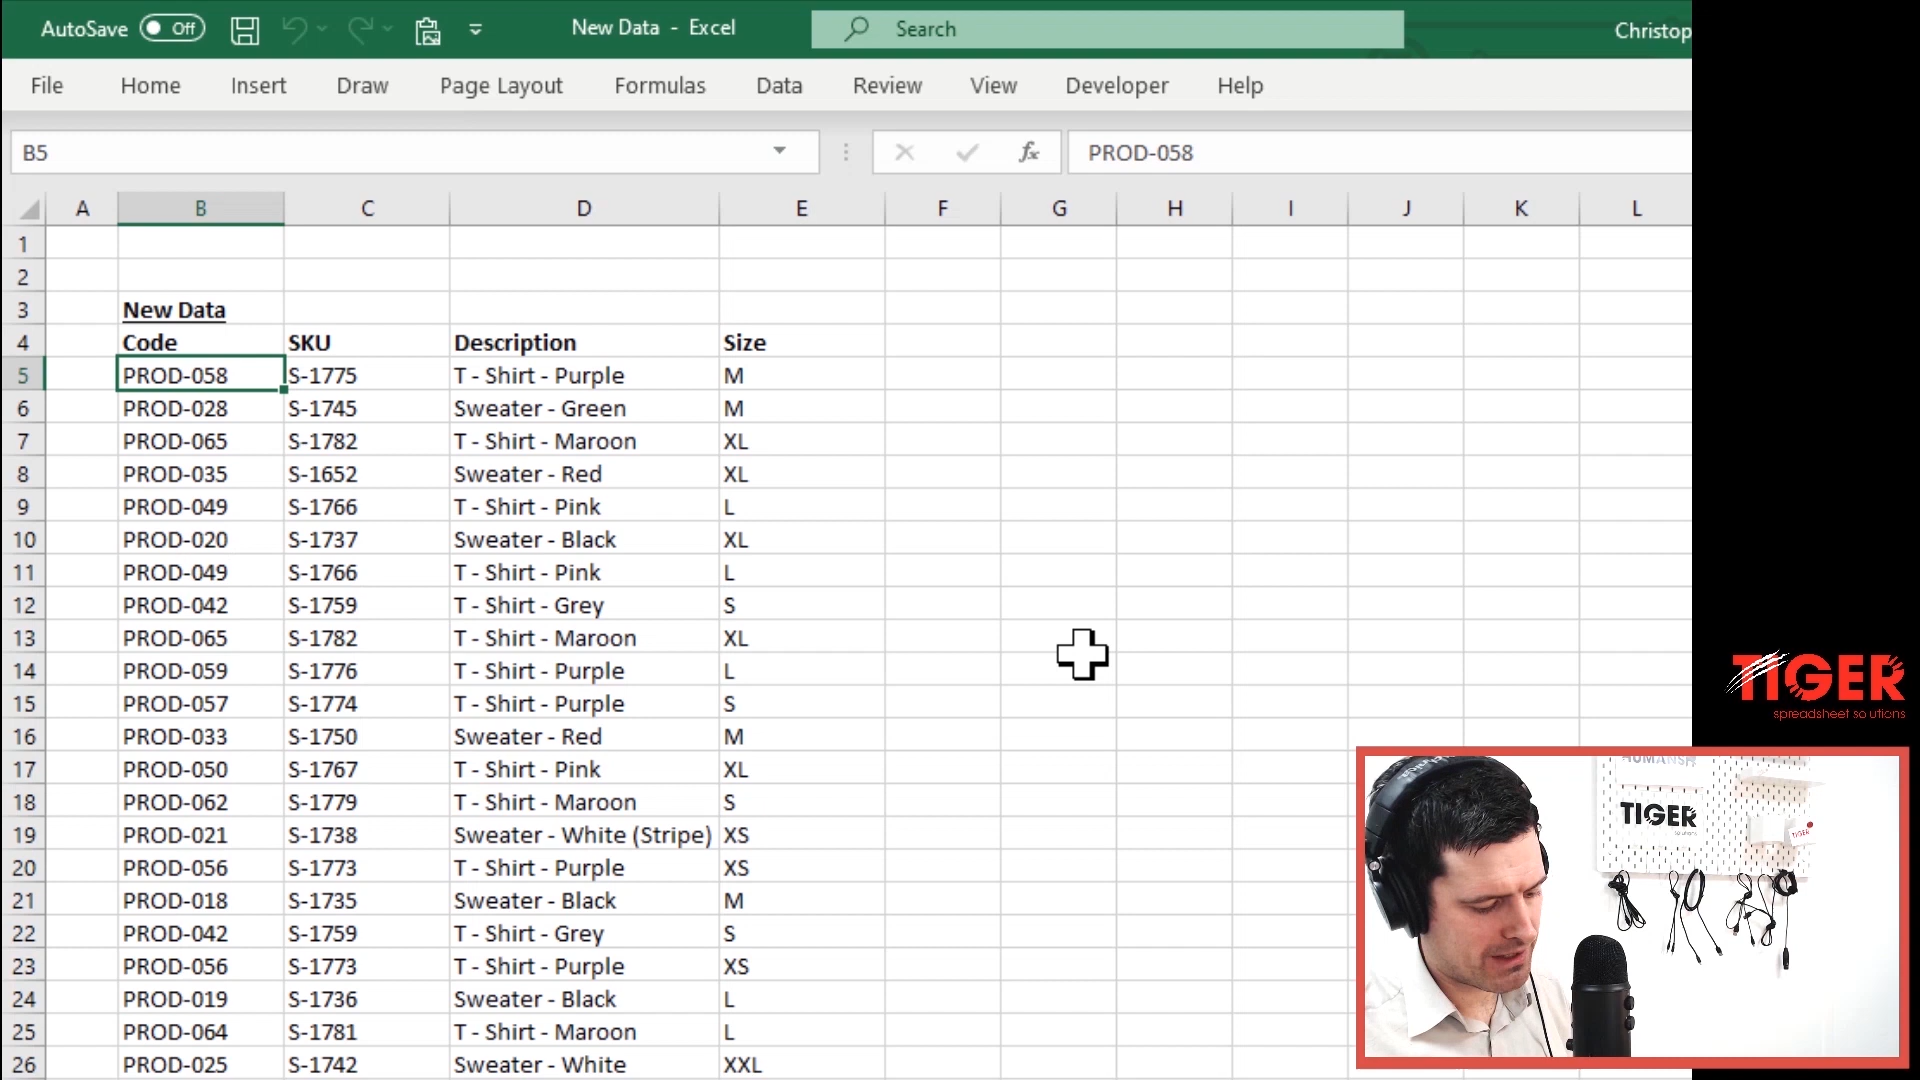 AutoSave Off New Data - Excel Search Christop
File Home Insert Draw Page Layout Formulas Data Review View Developer Help
B5 fx PROD-058
A B C D E F G H I J K L
1
2
3 New Data
4 Code SKU Description Size
5 PROD-058 S-1775 T - Shirt - Purple M
6 PROD-028 S-1745 Sweater - Green M
7 PROD-065 S-1782 T - Shirt - Maroon XL
8 PROD-035 S-1652 Sweater - Red XL
9 PROD-049 S-1766 T - Shirt - Pink L
10 PROD-020 S-1737 Sweater - Black XL
11 PROD-049 S-1766 T - Shirt - Pink L
12 PROD-042 S-1759 T - Shirt - Grey S
13 PROD-065 S-1782 T - Shirt - Maroon XL
14 PROD-059 S-1776 T - Shirt - Purple L
15 PROD-057 S-1774 T - Shirt - Purple S
16 PROD-033 S-1750 Sweater - Red M
17 PROD-050 S-1767 T - Shirt - Pink XL
18 PROD-062 S-1779 T - Shirt - Maroon S
19 PROD-021 S-1738 Sweater - White (Stripe) XS
20 PROD-056 S-1773 T - Shirt - Purple XS
21 PROD-018 S-1735 Sweater - Black M
22 PROD-042 S-1759 T - Shirt - Grey S
23 PROD-056 S-1773 T - Shirt - Purple XS
24 PROD-019 S-1736 Sweater - Black L
25 PROD-064 S-1781 T - Shirt - Maroon L
26 PROD-025 S-1742 Sweater - White XXL
TIGER
spreadsheet solutions
TIGER
solutions
TIGER